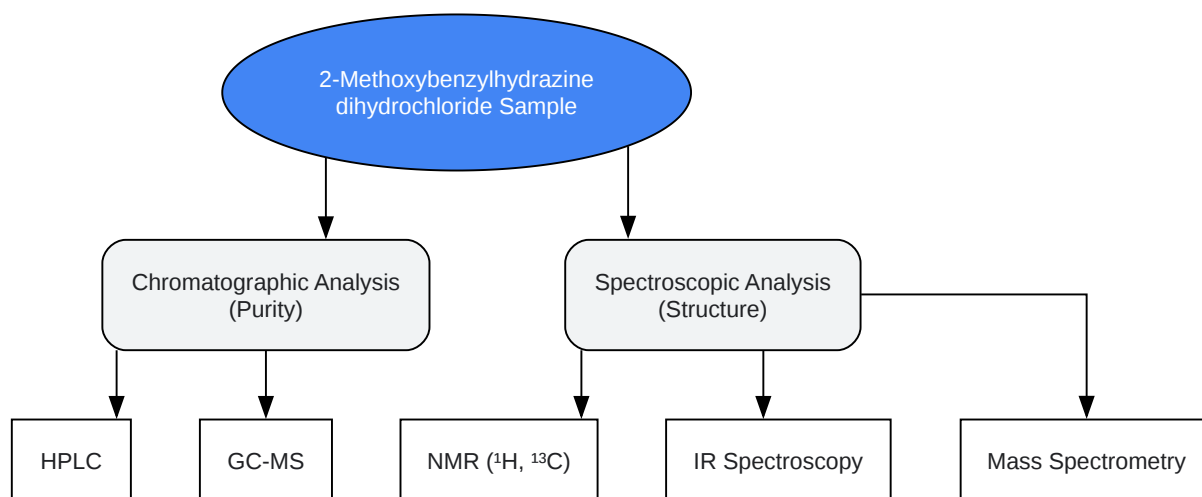 2-Methoxybenzylhydrazine
dihydrochloride Sample
Chromatographic Analysis
(Purity)
Spectroscopic Analysis
(Structure)
HPLC
GC-MS
NMR (¹H, ¹³C)
IR Spectroscopy
Mass Spectrometry